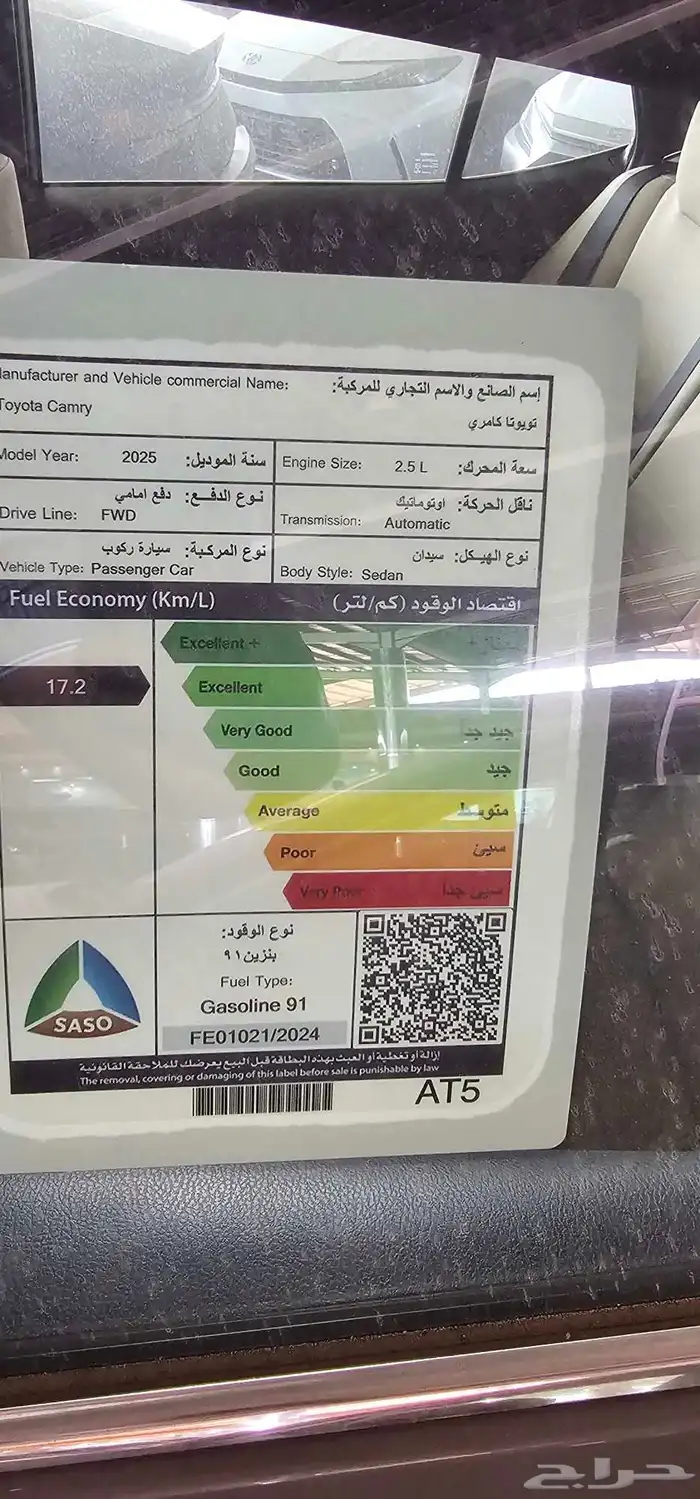 anufacturer and Vehicle commercial Name: إسم الصانع والاسم التجاري للمركبة:
Toyota Camry تويوتا كامري
Model Year: 2025 سنة الموديل:
Engine Size: 2.5 L سعة المحرك:
نوع الدفع: دفع امامي
Drive Line: FWD
ناقل الحركة: اوتوماتيك
Transmission: Automatic
نوع المركبة: سيارة ركوب
Vehicle Type: Passenger Car
نوع الهيكل: سيدان
Body Style: Sedan
Fuel Economy (Km/L) اقتصاد الوقود (كم/لتر)
Excellent +
17.2
Excellent
Very Good جيد جدا
Good جيد
Average متوسط
Poor سيئ
Very Poor سيئ جدا
نوع الوقود:
بنزين ٩١
Fuel Type:
Gasoline 91
FE01021/2024
SASO
إزالة أو تغطية أو العبث بهذه البطاقة قبل البيع يعرضك للملاحقة القانونية
The removal, covering or damaging of this label before sale is punishable by law
AT5
حراج